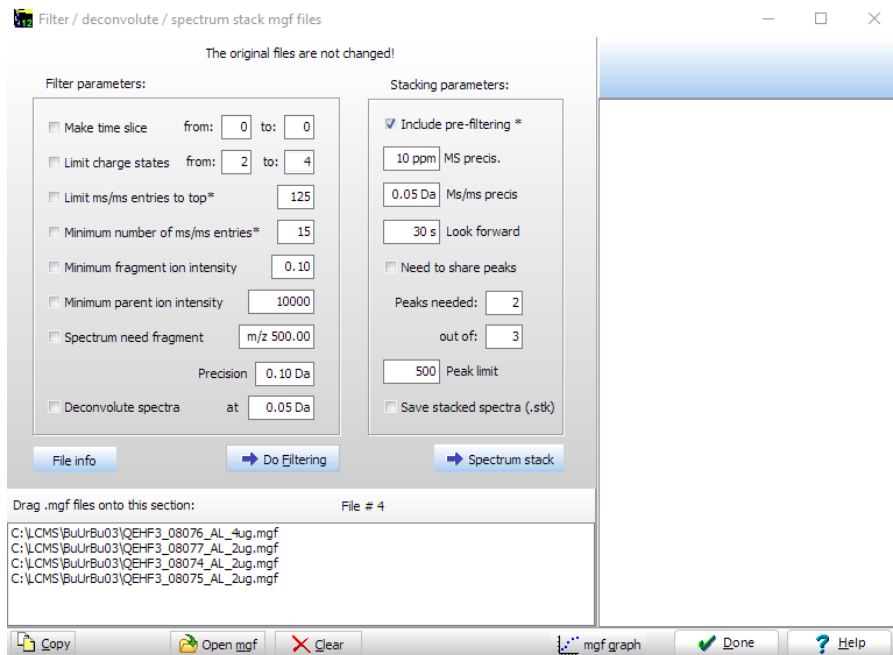 Filter / deconvolute / spectrum stack mgf files
The original files are not changed!
Filter parameters:
Make time slice from: 0 to: 0
Limit charge states from: 2 to: 4
Limit ms/ms entries to top* 125
Minimum number of ms/ms entries* 15
Minimum fragment ion intensity 0.10
Minimum parent ion intensity 10000
Spectrum need fragment m/z 500.00
Precision 0.10 Da
Deconvolute spectra at 0.05 Da
Stacking parameters:
Include pre-filtering *
10 ppm MS precis.
0.05 Da Ms/ms precis
30 s Look forward
Need to share peaks
Peaks needed: 2
out of: 3
500 Peak limit
Save stacked spectra (.stk)
File info Do Filtering Spectrum stack
Drag .mgf files onto this section: File # 4
C:\LCMS\BuUrBu03\QEHF3_08076_AL_4ug.mgf
C:\LCMS\BuUrBu03\QEHF3_08077_AL_2ug.mgf
C:\LCMS\BuUrBu03\QEHF3_08074_AL_2ug.mgf
C:\LCMS\BuUrBu03\QEHF3_08075_AL_2ug.mgf
Copy Open mgf Clear mgf graph Done Help